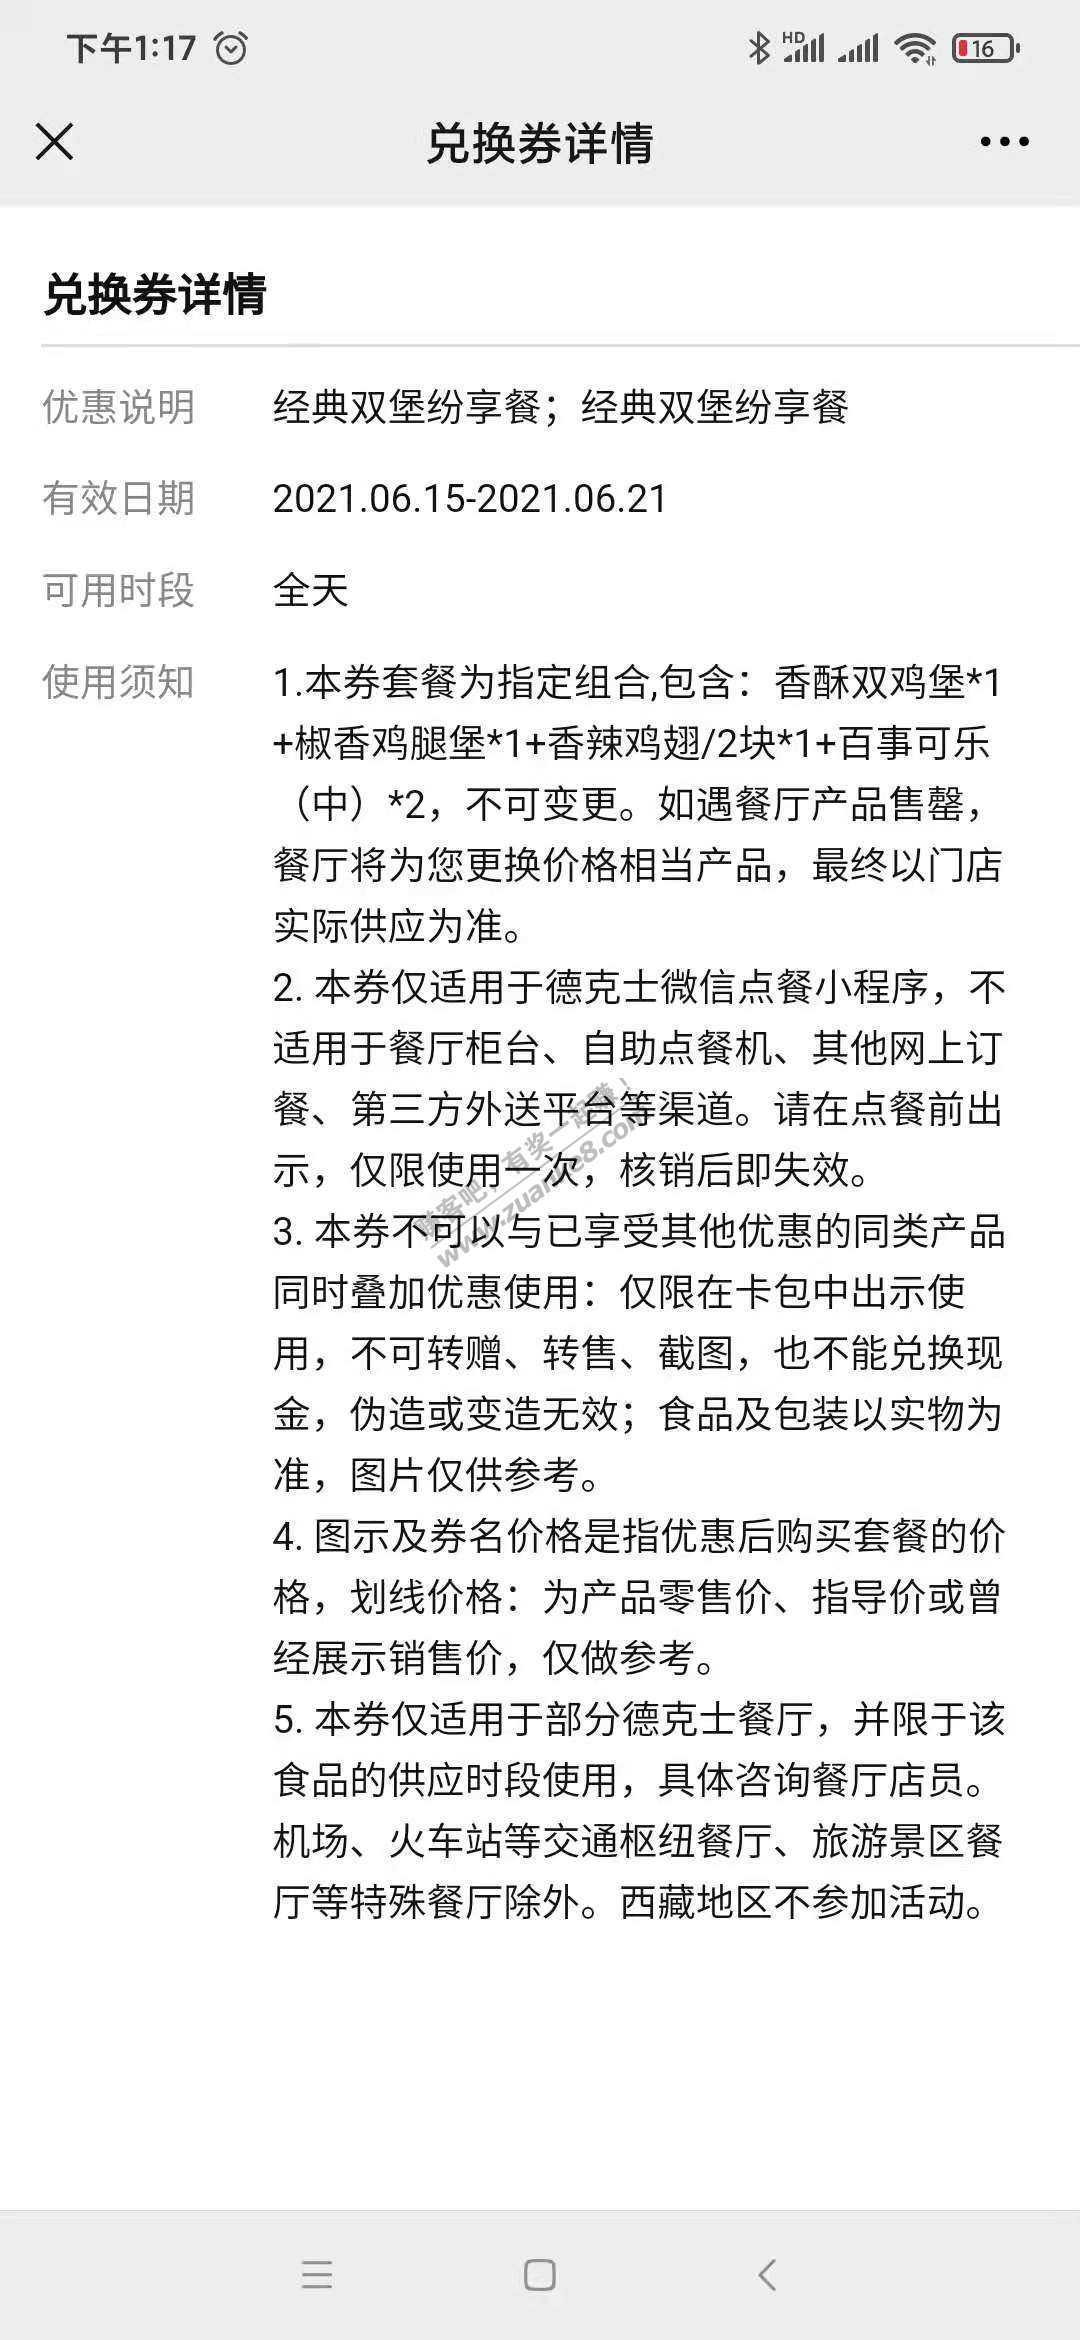 下午1:17
HD
16
兑换券详情
兑换券详情
优惠说明 经典双堡纷享餐；经典双堡纷享餐
有效日期 2021.06.15-2021.06.21
可用时段 全天
使用须知 1.本券套餐为指定组合,包含：香酥双鸡堡*1
+椒香鸡腿堡*1+香辣鸡翅/2块*1+百事可乐
（中）*2，不可变更。如遇餐厅产品售罄，
餐厅将为您更换价格相当产品，最终以门店
实际供应为准。
2. 本券仅适用于德克士微信点餐小程序，不
适用于餐厅柜台、自助点餐机、其他网上订
餐、第三方外送平台等渠道。请在点餐前出
示，仅限使用一次，核销后即失效。
3. 本券不可以与已享受其他优惠的同类产品
同时叠加优惠使用：仅限在卡包中出示使
用，不可转赠、转售、截图，也不能兑换现
金，伪造或变造无效；食品及包装以实物为
准，图片仅供参考。
4. 图示及券名价格是指优惠后购买套餐的价
格，划线价格：为产品零售价、指导价或曾
经展示销售价，仅做参考。
5. 本券仅适用于部分德克士餐厅，并限于该
食品的供应时段使用，具体咨询餐厅店员。
机场、火车站等交通枢纽餐厅、旅游景区餐
厅等特殊餐厅除外。西藏地区不参加活动。
赚客吧，有奖一起赚！
www.zuanke8.com